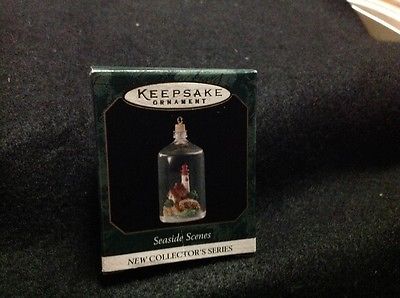 KEEPSAKE
ORNAMENT
Seaside Scenes
NEW COLLECTOR'S SERIES